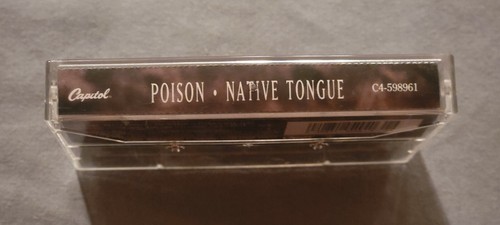 Capitol. POISON • NATIVE TONGUE C4-598961